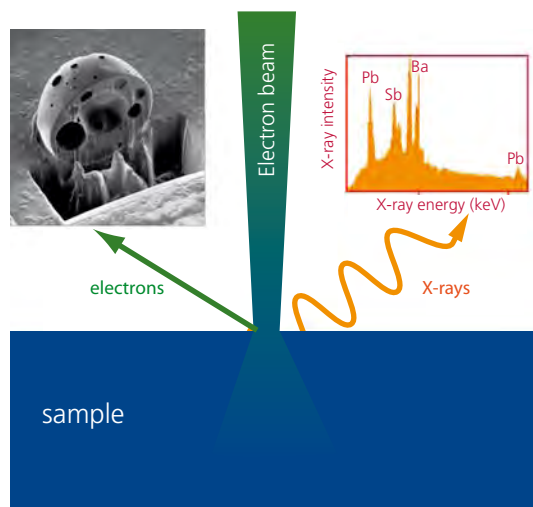 Electron beam
X-ray intensity
Pb
Sb
Ba
Pb
X-ray energy (keV)
electrons
X-rays
sample